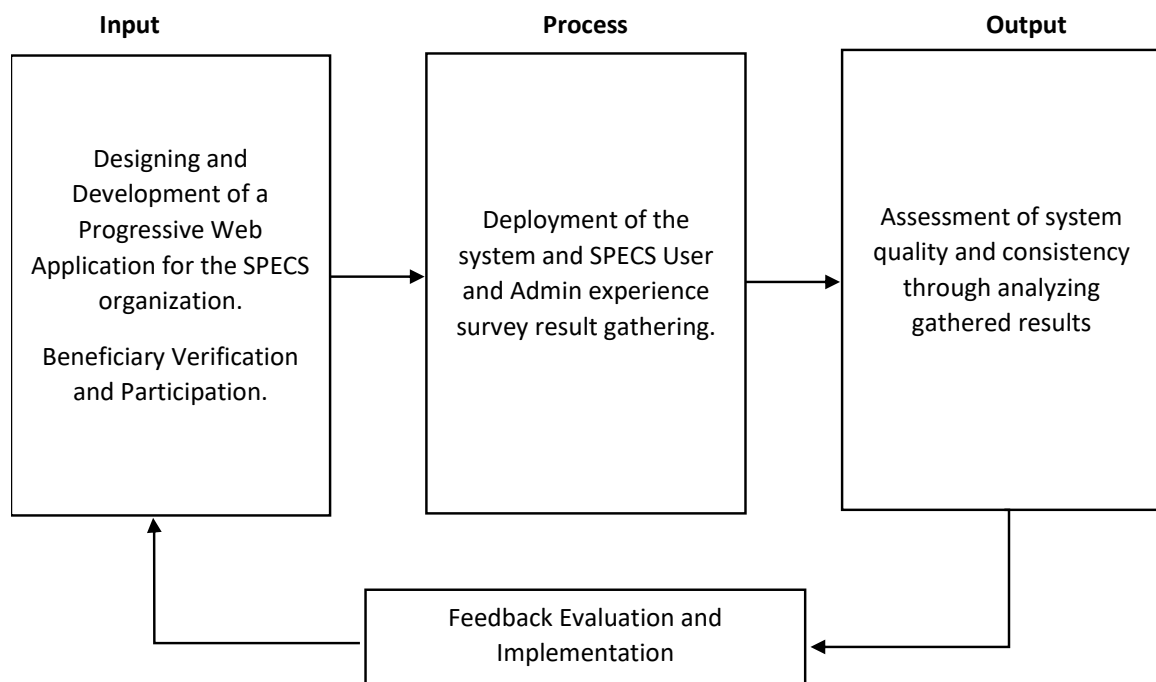 Input
Process
Output
Designing and
Development of a
Progressive Web
Application for the SPECS
organization.
Beneficiary Verification
and Participation.
Deployment of the
system and SPECS User
and Admin experience
survey result gathering.
Assessment of system
quality and consistency
through analyzing
gathered results
Feedback Evaluation and
Implementation